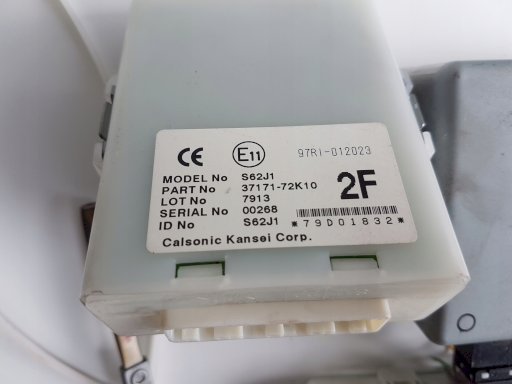 CE E11 97RI-012023
MODEL No S62J1
PART No 37171-72K10 2F
LOT No 7913
SERIAL No 00268
ID No S62J1 *79D01832*
Calsonic Kansei Corp.